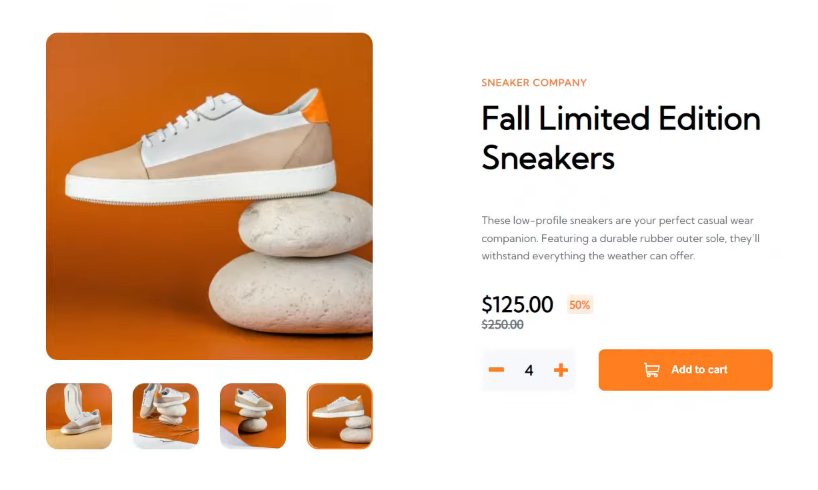 SNEAKER COMPANY
Fall Limited Edition
Sneakers
These low-profile sneakers are your perfect casual wear
companion. Featuring a durable rubber outer sole, they'll
withstand everything the weather can offer.
$125.00 50%
$250.00
4 Add to cart